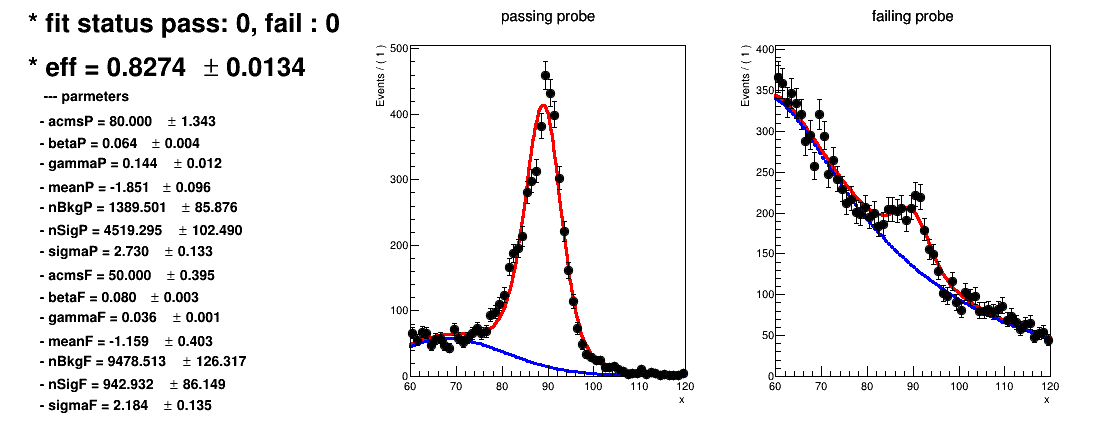 * fit status pass: 0, fail : 0
* eff = 0.8274 ± 0.0134
--- parmeters
- acmsP = 80.000 ± 1.343
- betaP = 0.064 ± 0.004
- gammaP = 0.144 ± 0.012
- meanP = -1.851 ± 0.096
- nBkgP = 1389.501 ± 85.876
- nSigP = 4519.295 ± 102.490
- sigmaP = 2.730 ± 0.133
- acmsF = 50.000 ± 0.395
- betaF = 0.080 ± 0.003
- gammaF = 0.036 ± 0.001
- meanF = -1.159 ± 0.403
- nBkgF = 9478.513 ± 126.317
- nSigF = 942.932 ± 86.149
- sigmaF = 2.184 ± 0.135
passing probe
Events / ( 1 )
500
400
300
200
100
0
60 70 80 90 100 110 120
x
failing probe
Events / ( 1 )
400
350
300
250
200
150
100
50
0
60 70 80 90 100 110 120
x